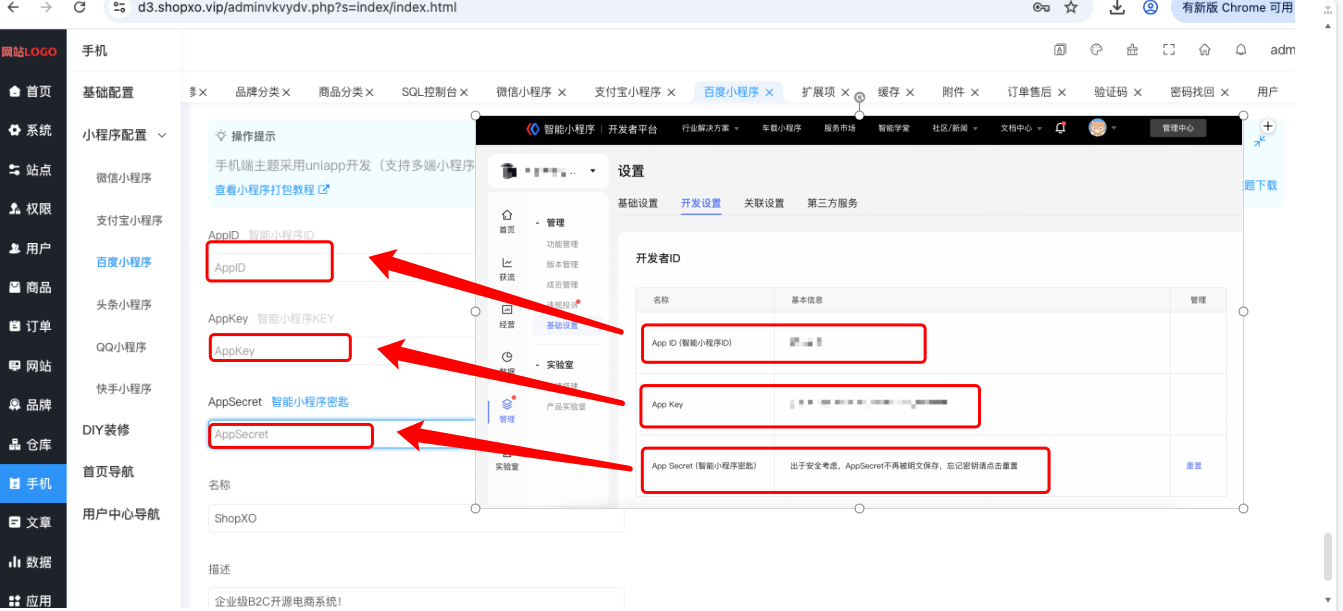 d3.shopxo.vip/adminvkvydv.php?s=index/index.html
有新版 Chrome 可用
网站LOGO
手机
adm
首页
系统
站点
权限
用户
商品
订单
网站
品牌
仓库
手机
文章
数据
应用
基础配置
小程序配置
微信小程序
支付宝小程序
百度小程序
头条小程序
QQ小程序
快手小程序
DIY装修
首页导航
用户中心导航
品牌分类
商品分类
SQL控制台
微信小程序
支付宝小程序
百度小程序
扩展项
缓存
附件
订单售后
验证码
密码找回
用户
操作提示
手机端主题采用uniapp开发（支持多端小程序
查看小程序打包教程
题下载
AppID 智能小程序ID
AppID
AppKey 智能小程序KEY
AppKey
AppSecret 智能小程序密匙
AppSecret
名称
ShopXO
描述
企业级B2C开源电商系统!
智能小程序 | 开发者平台
行业解决方案
车载小程序
服务市场
智能学堂
社区/新闻
文档中心
管理中心
首页
获流
经营
数据
管理
实验室
管理
功能管理
版本管理
成员管理
违规投诉
基础设置
实验室
产品实验室
设置
基础设置
开发设置
关联设置
第三方服务
开发者ID
名称
基本信息
管理
App ID (智能小程序ID)
App Key
App Secret (智能小程序密匙)
出于安全考虑，AppSecret不再被明文保存，忘记密钥请点击重置
重置